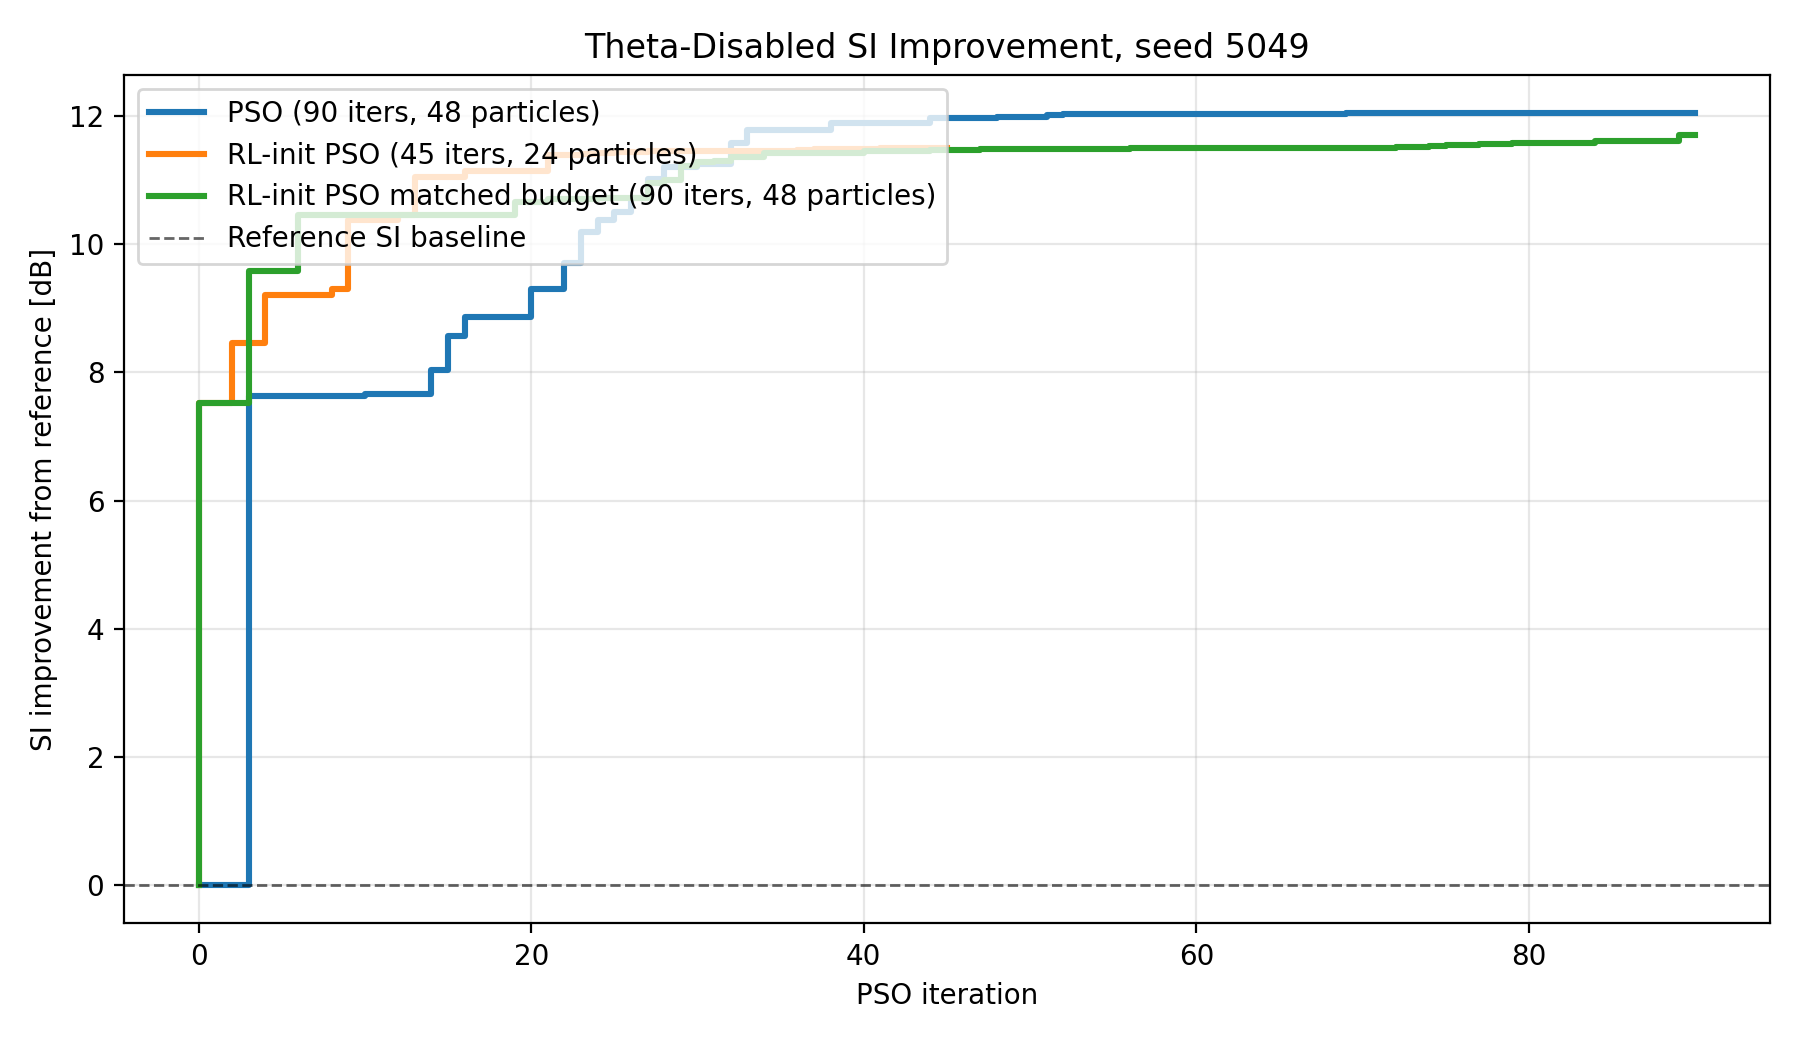 Theta-Disabled SI Improvement, seed 5049
PSO (90 iters, 48 particles)
RL-init PSO (45 iters, 24 particles)
RL-init PSO matched budget (90 iters, 48 particles)
Reference SI baseline
SI improvement from reference [dB]
12
10
8
6
4
2
0
0 20 40 60 80
PSO iteration